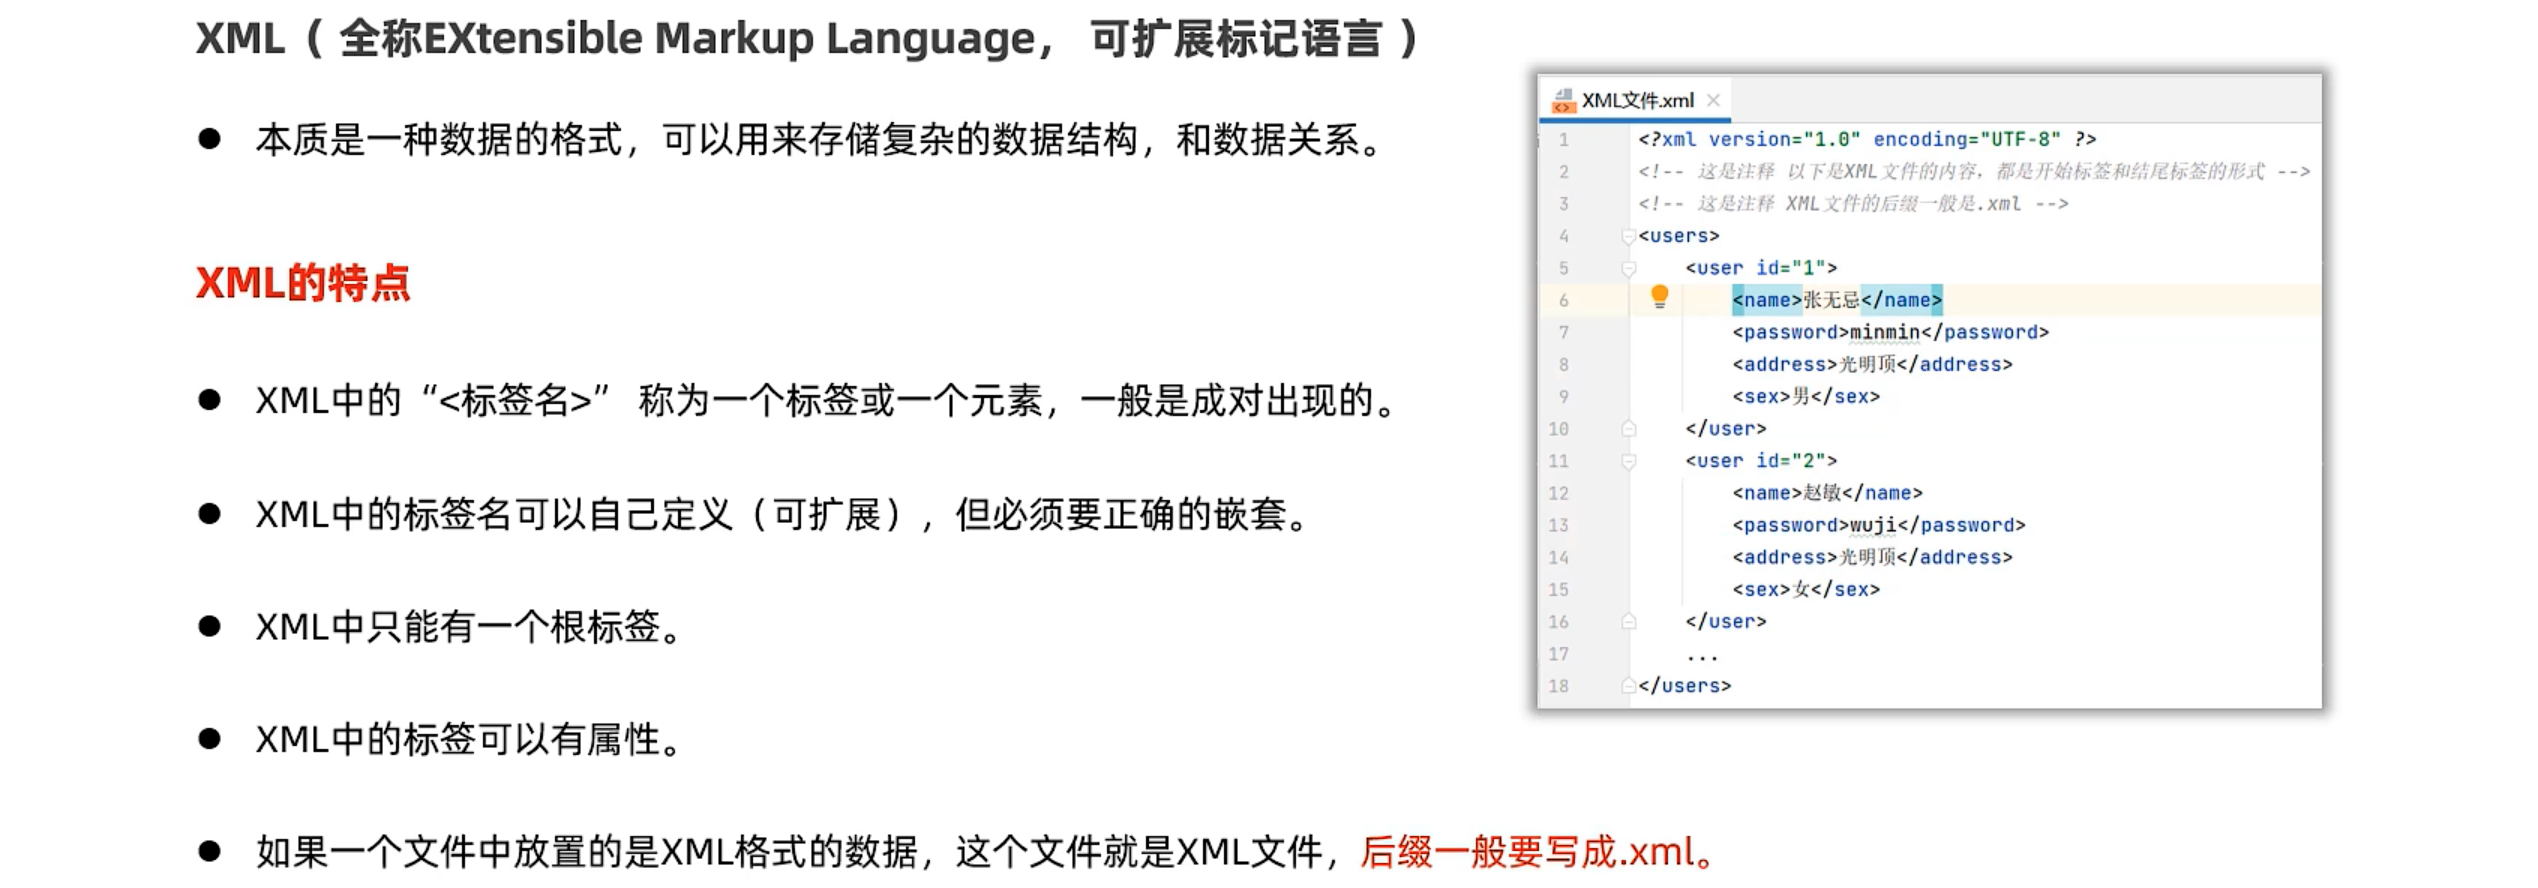 XML（ 全称EXtensible Markup Language， 可扩展标记语言 ）
● 本质是一种数据的格式，可以用来存储复杂的数据结构，和数据关系。
XML的特点
● XML中的“<标签名>” 称为一个标签或一个元素，一般是成对出现的。
● XML中的标签名可以自己定义（可扩展），但必须要正确的嵌套。
● XML中只能有一个根标签。
● XML中的标签可以有属性。
● 如果一个文件中放置的是XML格式的数据，这个文件就是XML文件，后缀一般要写成.xml。
XML文件.xml
1 <?xml version="1.0" encoding="UTF-8" ?>
2 <!-- 这是注释 以下是XML文件的内容，都是开始标签和结尾标签的形式 -->
3 <!-- 这是注释 XML文件的后缀一般是.xml -->
4 <users>
5 <user id="1">
6 <name>张无忌</name>
7 <password>minmin</password>
8 <address>光明顶</address>
9 <sex>男</sex>
10 </user>
11 <user id="2">
12 <name>赵敏</name>
13 <password>wuji</password>
14 <address>光明顶</address>
15 <sex>女</sex>
16 </user>
17 ...
18 </users>